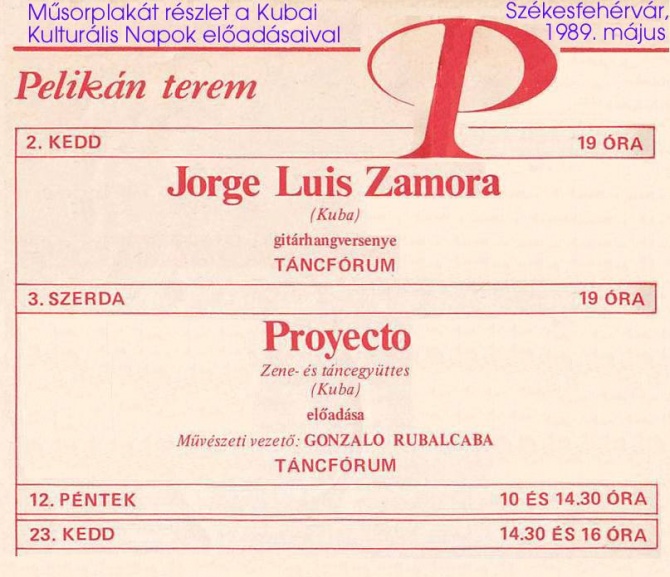 Műsorplakát részlet a Kubai
Kulturális Napok előadásaival
Székesfehérvár,
1989. május
P
Pelikán terem
2. KEDD 19 ÓRA
Jorge Luis Zamora
(Kuba)
gitárhangversenye
TÁNCFÓRUM
3. SZERDA 19 ÓRA
Proyecto
Zene- és táncegyüttes
(Kuba)
előadása
Művészeti vezető: GONZALO RUBALCABA
TÁNCFÓRUM
12. PÉNTEK 10 ÉS 14.30 ÓRA
23. KEDD 14.30 ÉS 16 ÓRA